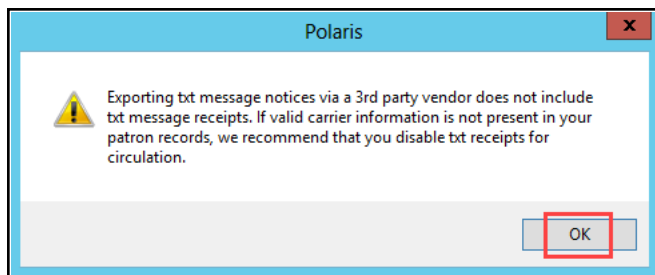 Polaris
x
Exporting txt message notices via a 3rd party vendor does not include
txt message receipts. If valid carrier information is not present in your
patron records, we recommend that you disable txt receipts for
circulation.
OK